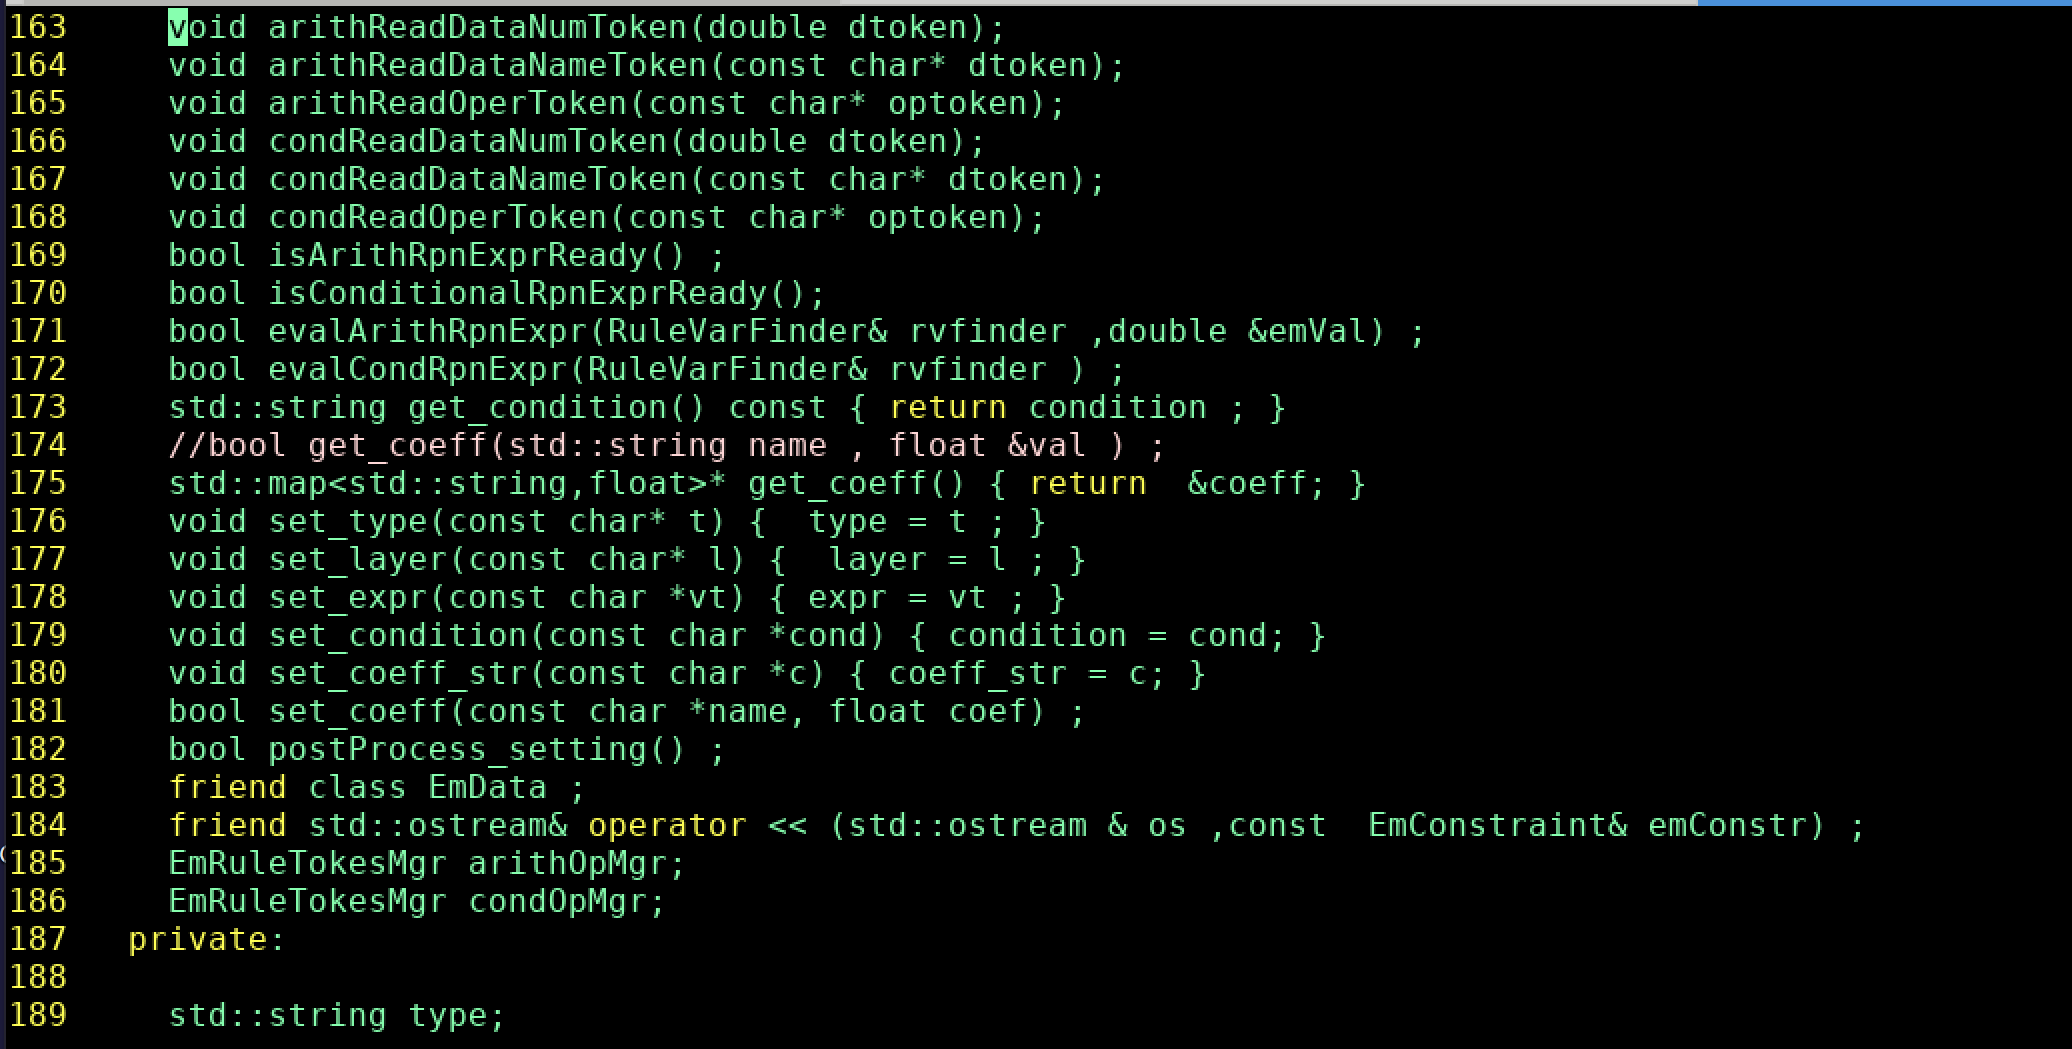 163     void arithReadDataNumToken(double dtoken);
164     void arithReadDataNameToken(const char* dtoken);
165     void arithReadOperToken(const char* optoken);
166     void condReadDataNumToken(double dtoken);
167     void condReadDataNameToken(const char* dtoken);
168     void condReadOperToken(const char* optoken);
169     bool isArithRpnExprReady() ;
170     bool isConditionalRpnExprReady();
171     bool evalArithRpnExpr(RuleVarFinder& rvfinder ,double &emVal) ;
172     bool evalCondRpnExpr(RuleVarFinder& rvfinder ) ;
173     std::string get_condition() const { return condition ; }
174     //bool get_coeff(std::string name , float &val ) ;
175     std::map<std::string,float>* get_coeff() { return  &coeff; }
176     void set_type(const char* t) {  type = t ; }
177     void set_layer(const char* l) {  layer = l ; }
178     void set_expr(const char *vt) { expr = vt ; }
179     void set_condition(const char *cond) { condition = cond; }
180     void set_coeff_str(const char *c) { coeff_str = c; }
181     bool set_coeff(const char *name, float coef) ;
182     bool postProcess_setting() ;
183     friend class EmData ;
184     friend std::ostream& operator << (std::ostream & os ,const  EmConstraint& emConstr) ;
185     EmRuleTokesMgr arithOpMgr;
186     EmRuleTokesMgr condOpMgr;
187   private:
188
189     std::string type;